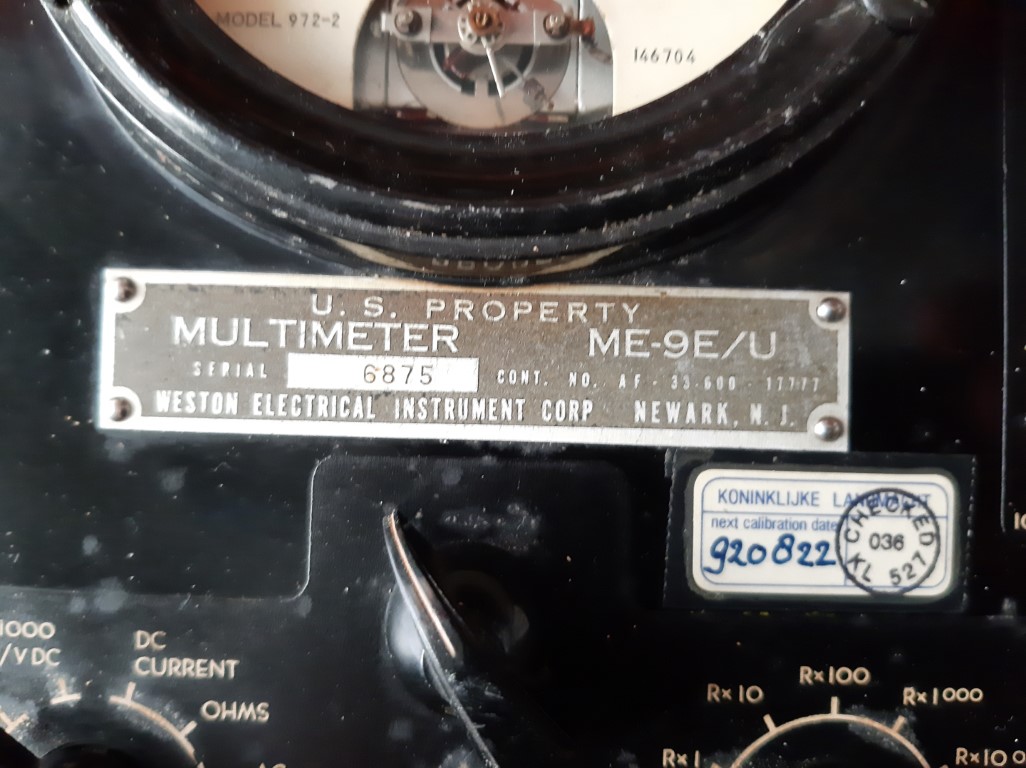 MODEL 972-2
146704
U. S. PROPERTY
MULTIMETER ME-9E/U
SERIAL 6875 CONT. NO. AF-33-600-17777
WESTON ELECTRICAL INSTRUMENT CORP NEWARK, N. J.
KONINKLIJKE LANDMACHT
next calibration date
920822
CHECKED
036
KL 527
1000
/VDC
DC
CURRENT
OHMS
R×1
R×10
R×100
R×1000